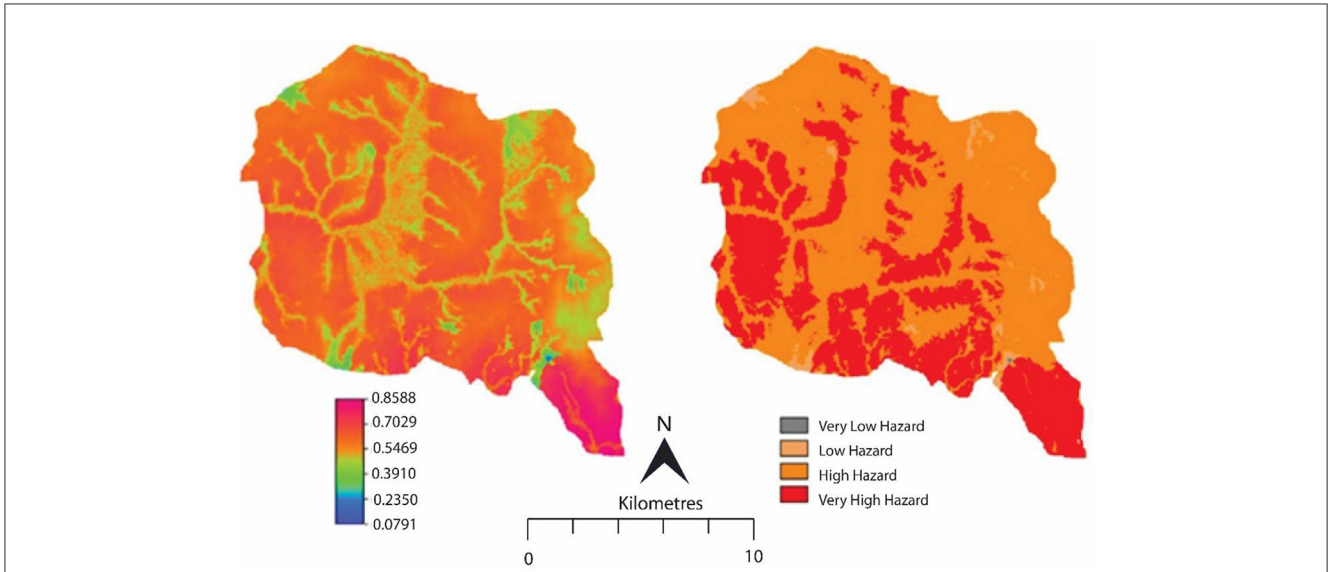 0.8588
0.7029
0.5469
0.3910
0.2350
0.0791
N
Kilometres
0 10
Very Low Hazard
Low Hazard
High Hazard
Very High Hazard